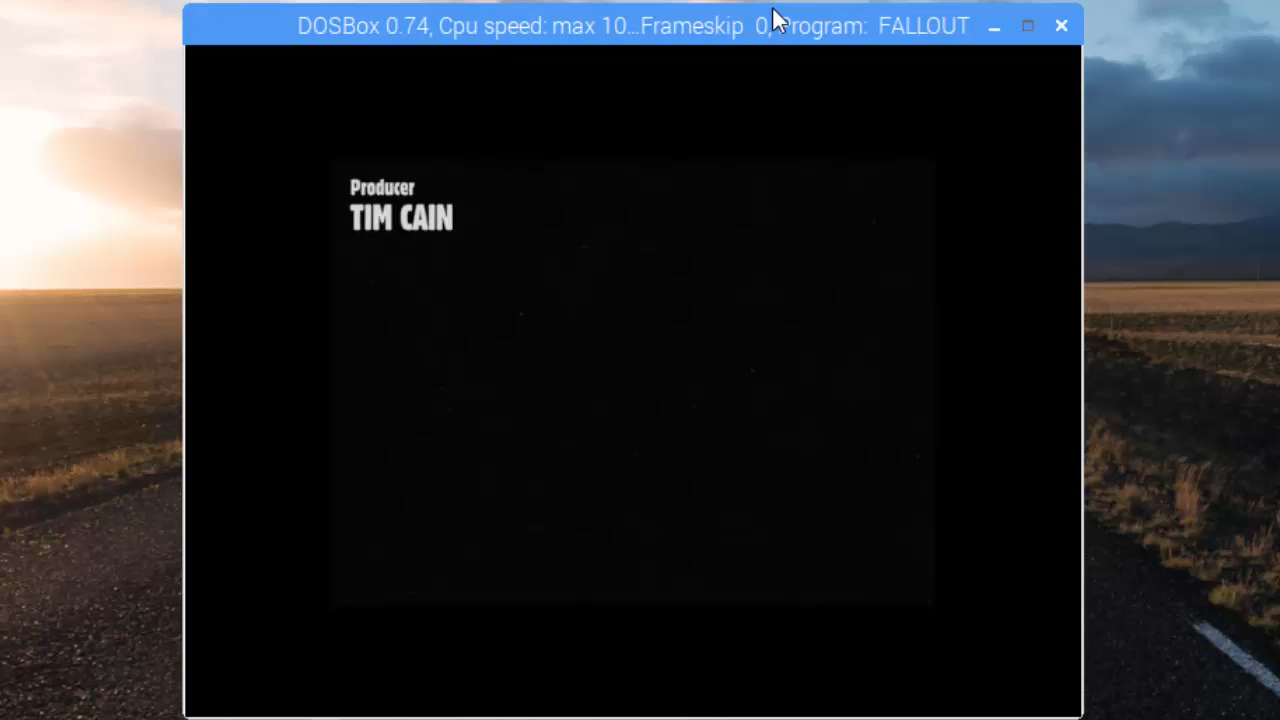 DOSBox 0.74, Cpu speed: max 10...Frameskip 0, Program: FALLOUT
Producer
TIM CAIN